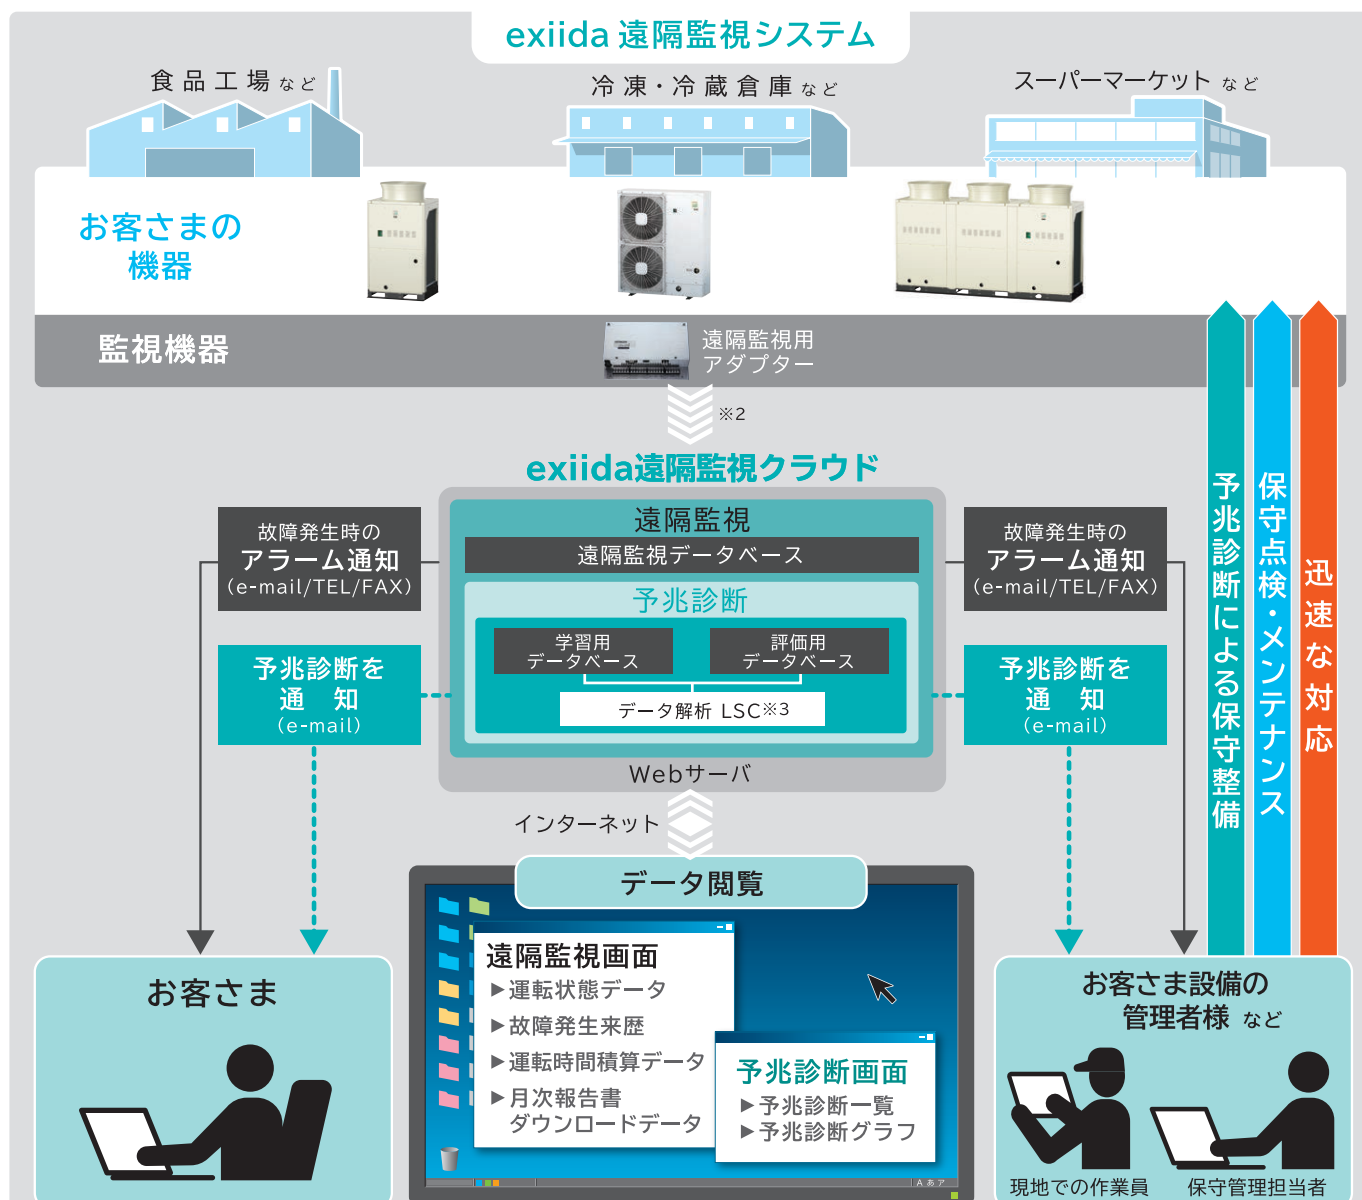 exiida 遠隔監視システム
食品工場 など
冷凍・冷蔵倉庫 など
スーパーマーケット など
お客さまの
機器
監視機器
遠隔監視用
アダプター
※2
exiida遠隔監視クラウド
故障発生時の
アラーム通知
(e-mail/TEL/FAX)
予兆診断を
通 知
(e-mail)
遠隔監視
遠隔監視データベース
予兆診断
学習用
データベース
評価用
データベース
データ解析 LSC※3
Webサーバ
故障発生時の
アラーム通知
(e-mail/TEL/FAX)
予兆診断を
通 知
(e-mail)
予兆診断による保守整備
保守点検・メンテナンス
迅速な対応
インターネット
データ閲覧
遠隔監視画面
▶運転状態データ
▶故障発生来歴
▶運転時間積算データ
▶月次報告書
ダウンロードデータ
予兆診断画面
▶予兆診断一覧
▶予兆診断グラフ
A あ ア
お客さま
お客さま設備の
管理者様 など
現地での作業員
保守管理担当者